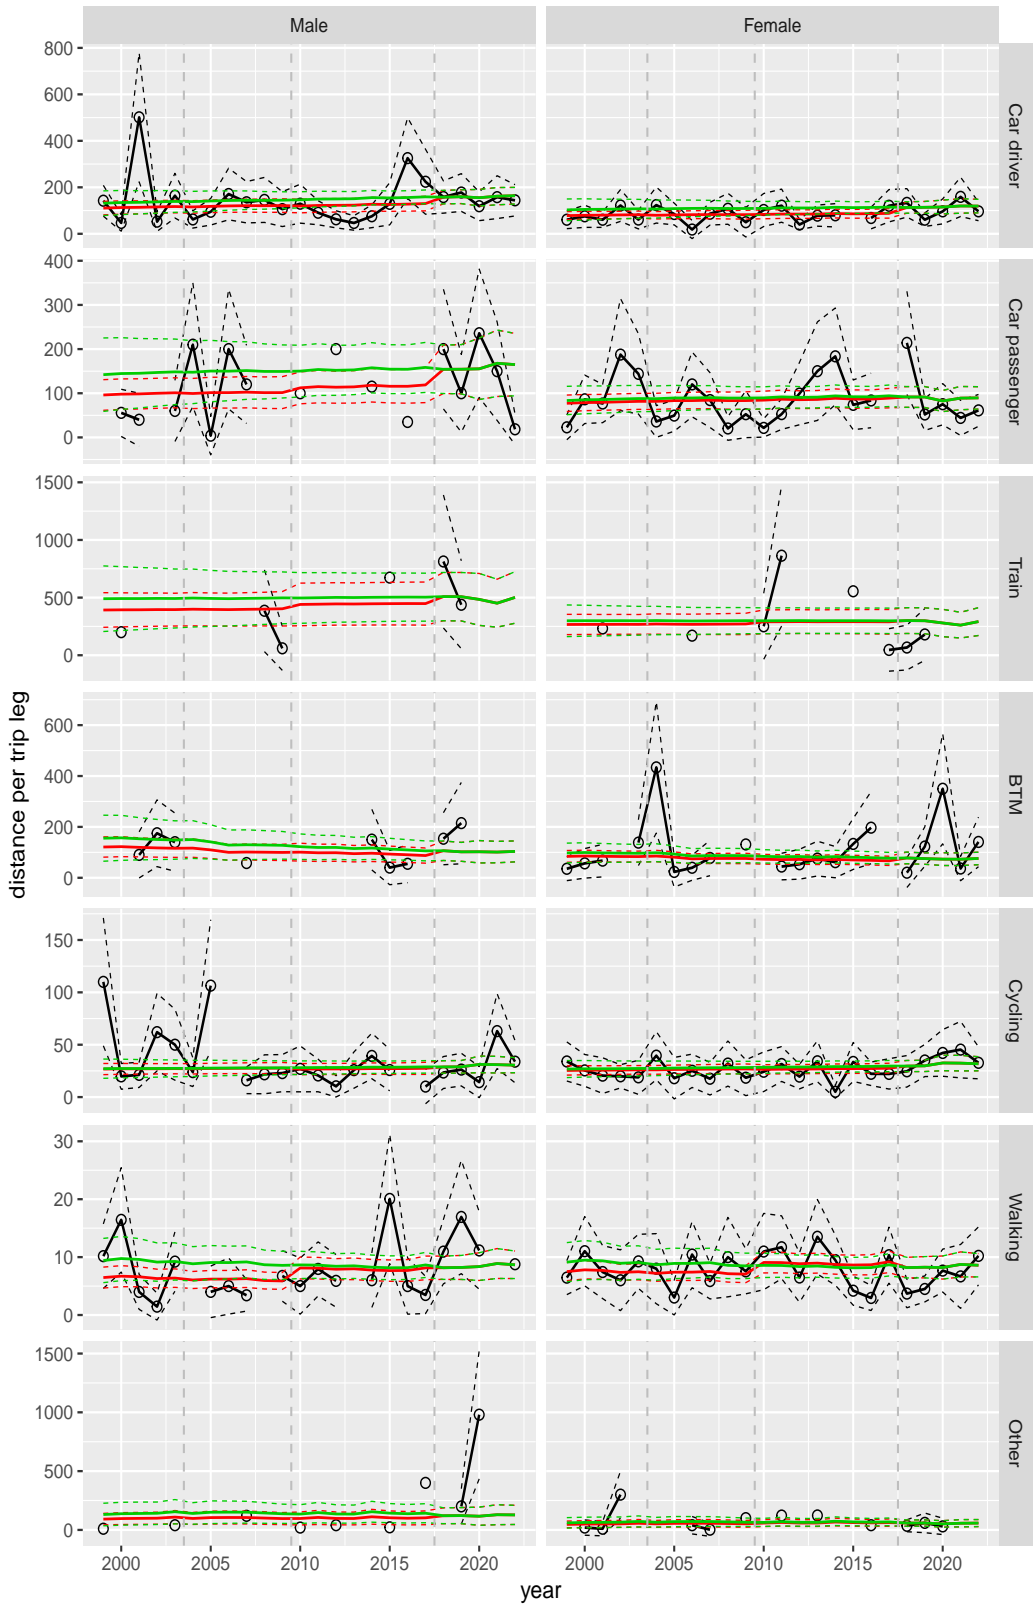 Male
Female
800
600
400
200
0
Car driver
400
300
200
100
0
Car passenger
1500
1000
500
0
Train
600
400
200
0
BTM
150
100
50
0
Cycling
30
20
10
0
Walking
1500
1000
500
0
Other
distance per trip leg
2000 2005 2010 2015 2020
2000 2005 2010 2015 2020
year